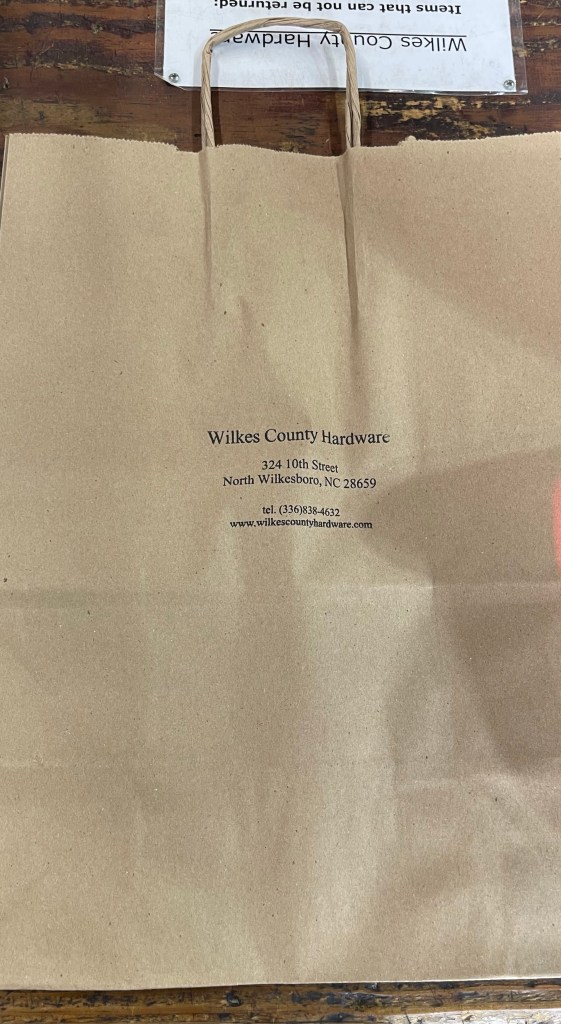 Items that can not be returned:
Wilkes County Hardware
Wilkes County Hardware
324 10th Street
North Wilkesboro, NC 28659
tel. (336)838-4632
www.wilkescountyhardware.com